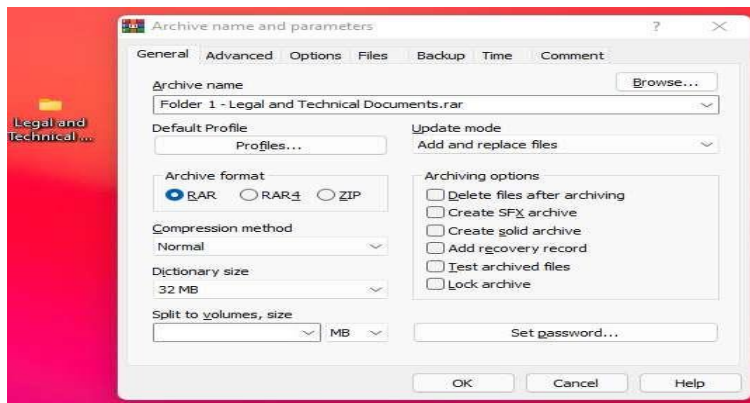 Archive name and parameters
?
General Advanced Options Files Backup Time Comment
Archive name
Browse...
Folder 1 - Legal and Technical Documents.rar
Legal and
Technical ...
Default Profile
Profiles...
Update mode
Add and replace files
Archive format
RAR RAR4 ZIP
Compression method
Normal
Dictionary size
32 MB
Split to volumes, size
MB
Archiving options
Delete files after archiving
Create SFX archive
Create solid archive
Add recovery record
Test archived files
Lock archive
Set password...
OK Cancel Help